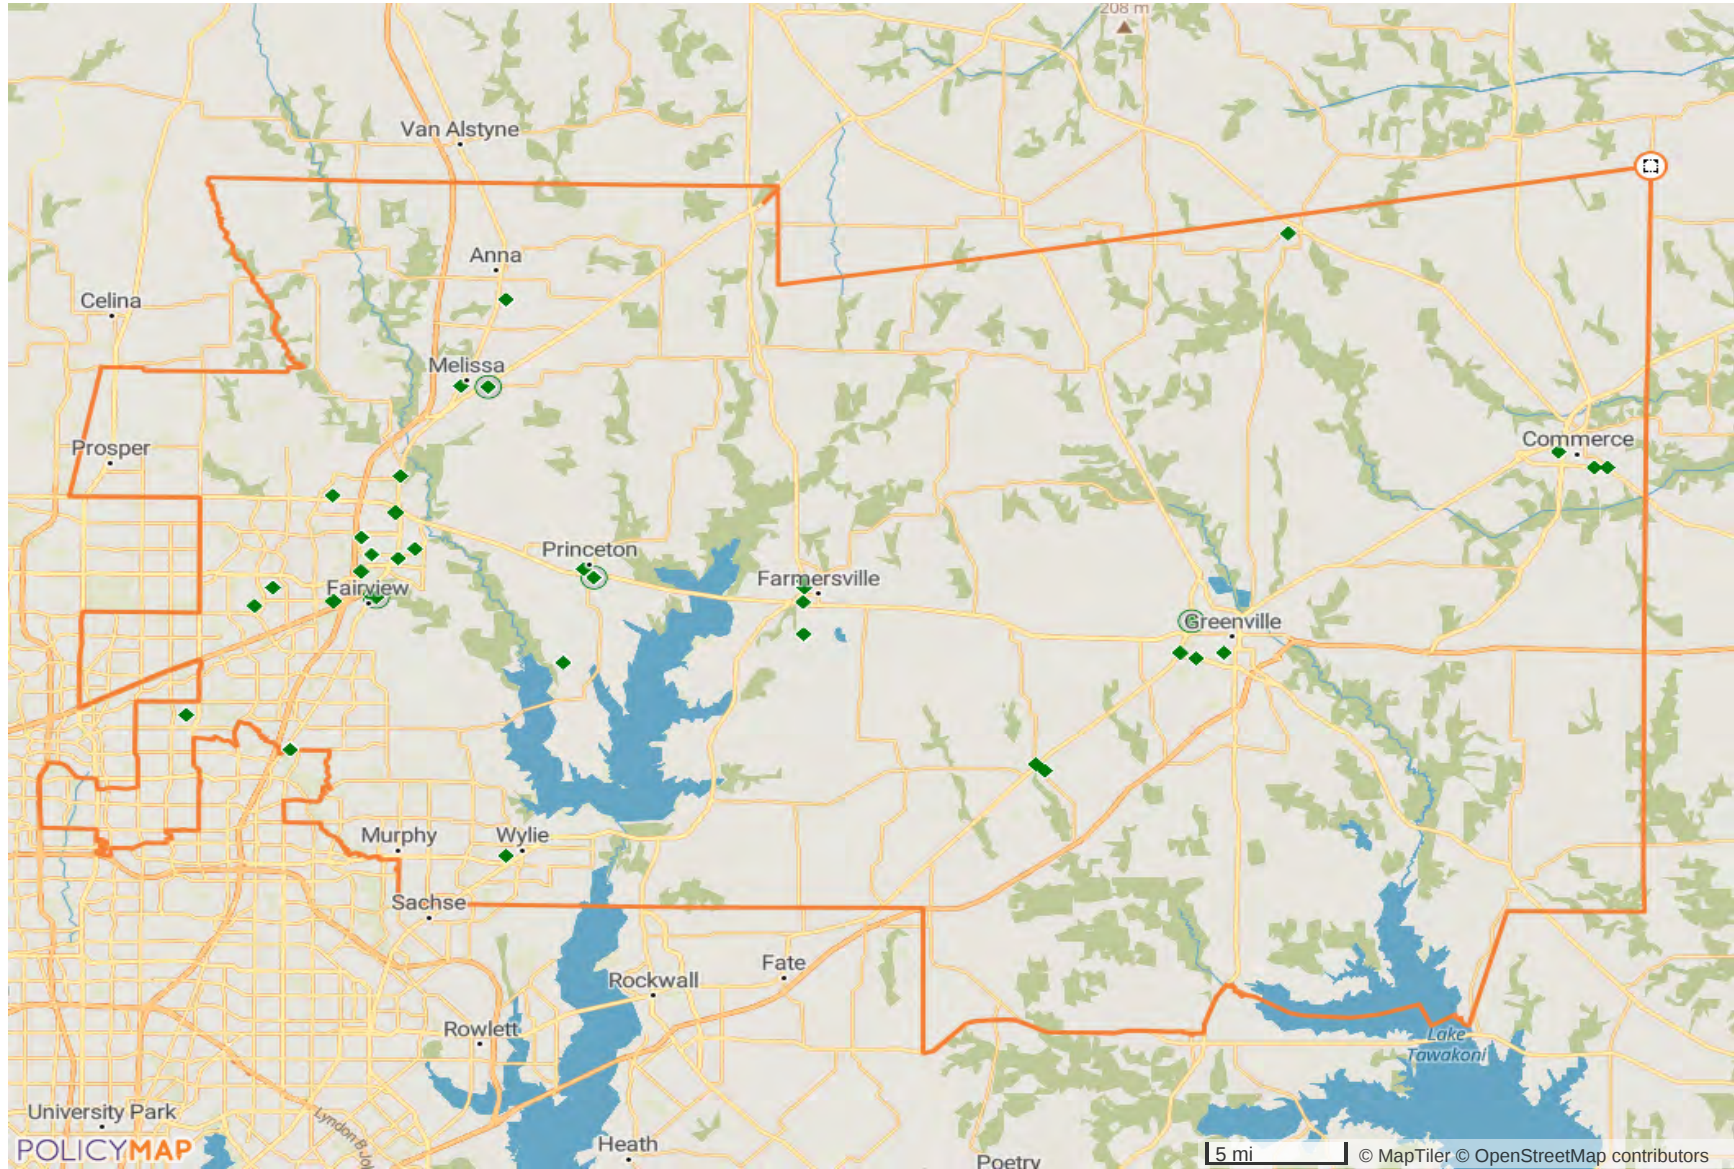 208 m
Van Alstyne
Anna
Celina
Melissa
Prosper
Commerce
Princeton
Farmersville
Fairview
Greenville
Murphy
Wylie
Sachse
Fate
Rockwall
Rowlett
Lake
Tawakoni
University Park
Lyndon B Jo
Heath
Poetry
POLICYMAP
5 mi
© MapTiler © OpenStreetMap contributors